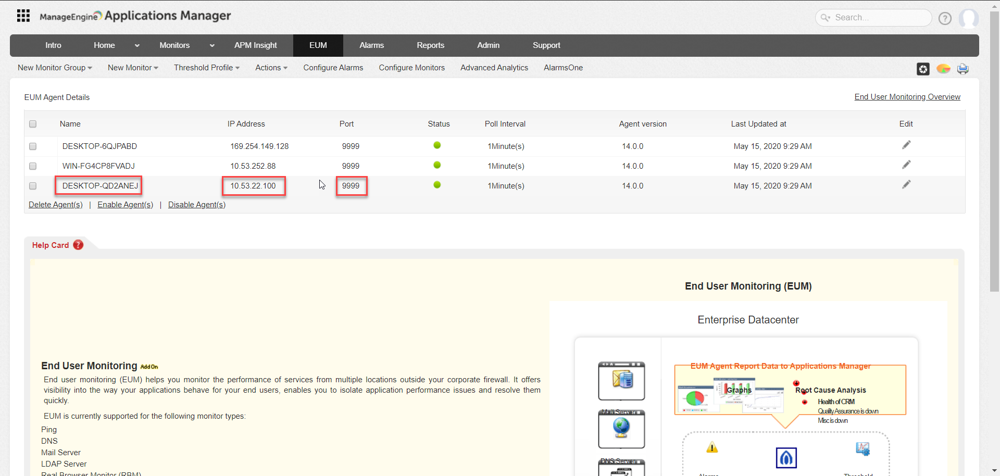 ManageEngine Applications Manager
Search...
?
Intro Home Monitors APM Insight EUM Alarms Reports Admin Support
New Monitor Group New Monitor Threshold Profile Actions Configure Alarms Configure Monitors Advanced Analytics AlarmsOne
EUM Agent Details End User Monitoring Overview
Name IP Address Port Status Poll Interval Agent version Last Updated at Edit
DESKTOP-6QJPABD 169.254.149.128 9999 1Minute(s) 14.0.0 May 15, 2020 9:29 AM
WIN-FG4CP8FVADJ 10.53.252.88 9999 1Minute(s) 14.0.0 May 15, 2020 9:29 AM
DESKTOP-QD2ANEJ 10.53.22.100 9999 1Minute(s) 14.0.0 May 15, 2020 9:29 AM
Delete Agent(s) | Enable Agent(s) | Disable Agent(s)
Help Card ?
End User Monitoring Add On
End user monitoring (EUM) helps you monitor the performance of services from multiple locations outside your corporate firewall. It offers
visibility into the way your applications behave for your end users, enables you to isolate application performance issues and resolve them
quickly.
EUM is currently supported for the following monitor types:
Ping
DNS
Mail Server
LDAP Server
Real Browser Monitor (RBM)
End User Monitoring (EUM)
Enterprise Datacenter
EUM Agent Report Data to Applications Manager
Graphs
Root Cause Analysis
Health of CRM
Quality Assurance is down
Misc is down
Mail Server
DNS Server
Alarms
Threshold